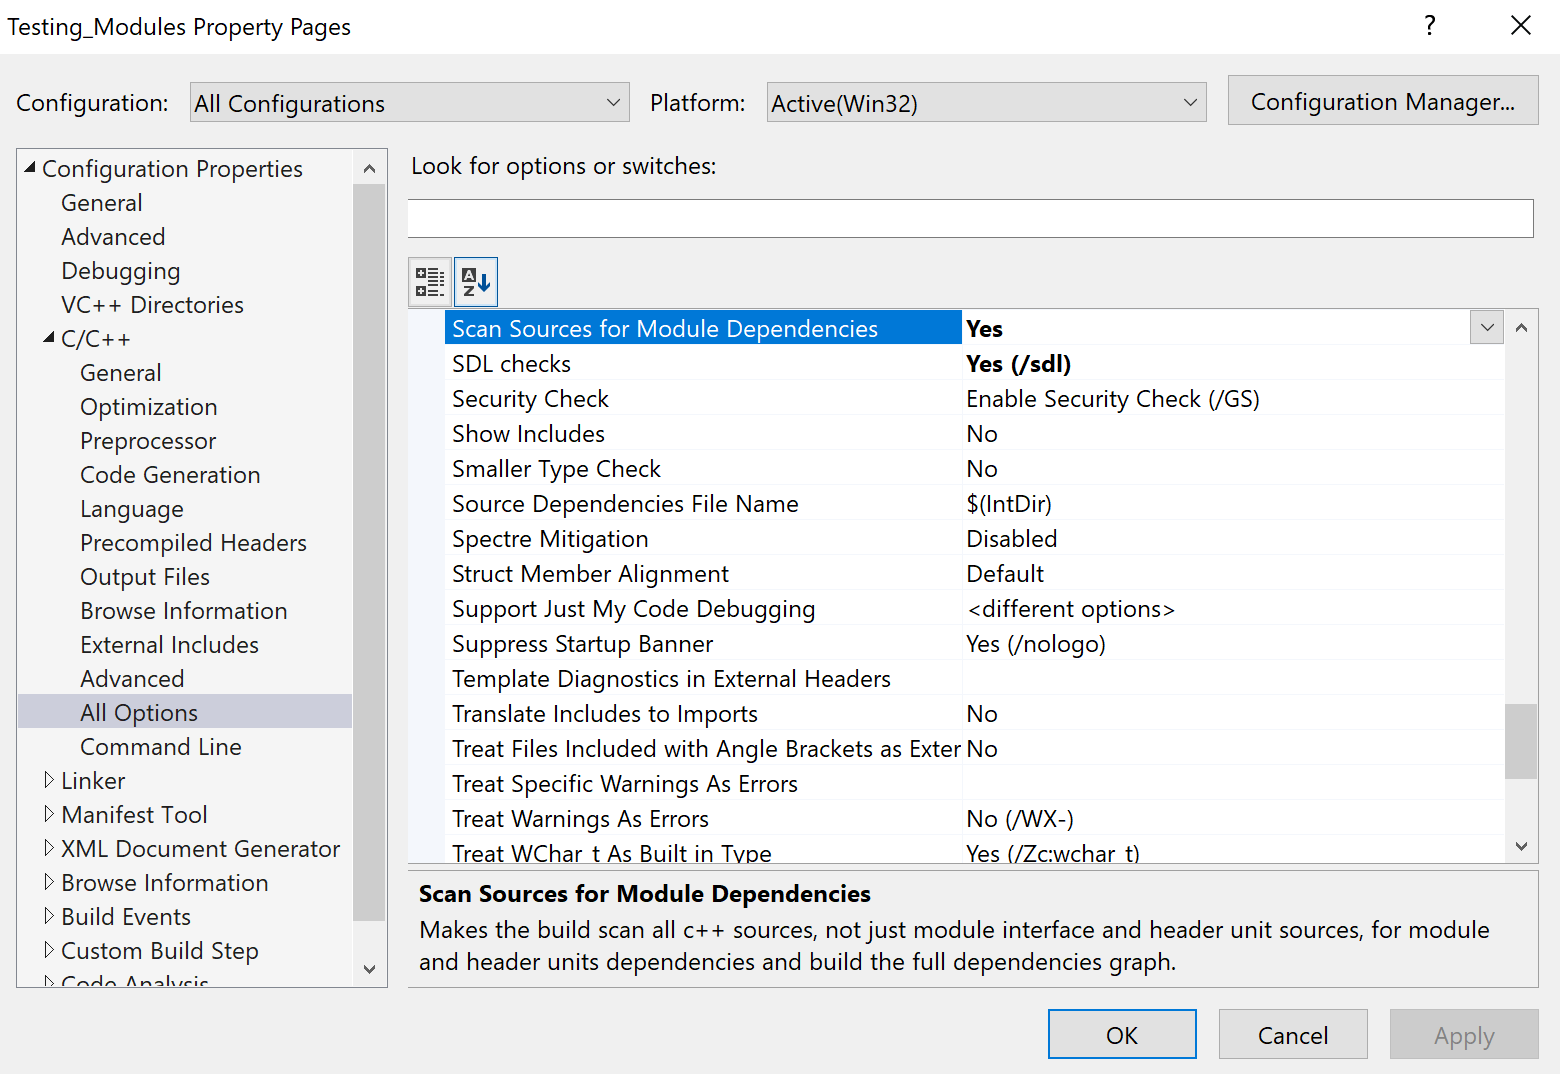 Testing_Modules Property Pages
?
Configuration: All Configurations Platform: Active(Win32) Configuration Manager...
Configuration Properties
General
Advanced
Debugging
VC++ Directories
C/C++
General
Optimization
Preprocessor
Code Generation
Language
Precompiled Headers
Output Files
Browse Information
External Includes
Advanced
All Options
Command Line
Linker
Manifest Tool
XML Document Generator
Browse Information
Build Events
Custom Build Step
Code Analysis
Look for options or switches:
A
Z
Scan Sources for Module Dependencies Yes
SDL checks Yes (/sdl)
Security Check Enable Security Check (/GS)
Show Includes No
Smaller Type Check No
Source Dependencies File Name $(IntDir)
Spectre Mitigation Disabled
Struct Member Alignment Default
Support Just My Code Debugging <different options>
Suppress Startup Banner Yes (/nologo)
Template Diagnostics in External Headers
Translate Includes to Imports No
Treat Files Included with Angle Brackets as Exter No
Treat Specific Warnings As Errors
Treat Warnings As Errors No (/WX-)
Treat WChar_t As Built in Type Yes (/Zc:wchar_t)
Scan Sources for Module Dependencies
Makes the build scan all c++ sources, not just module interface and header unit sources, for module
and header units dependencies and build the full dependencies graph.
OK Cancel Apply